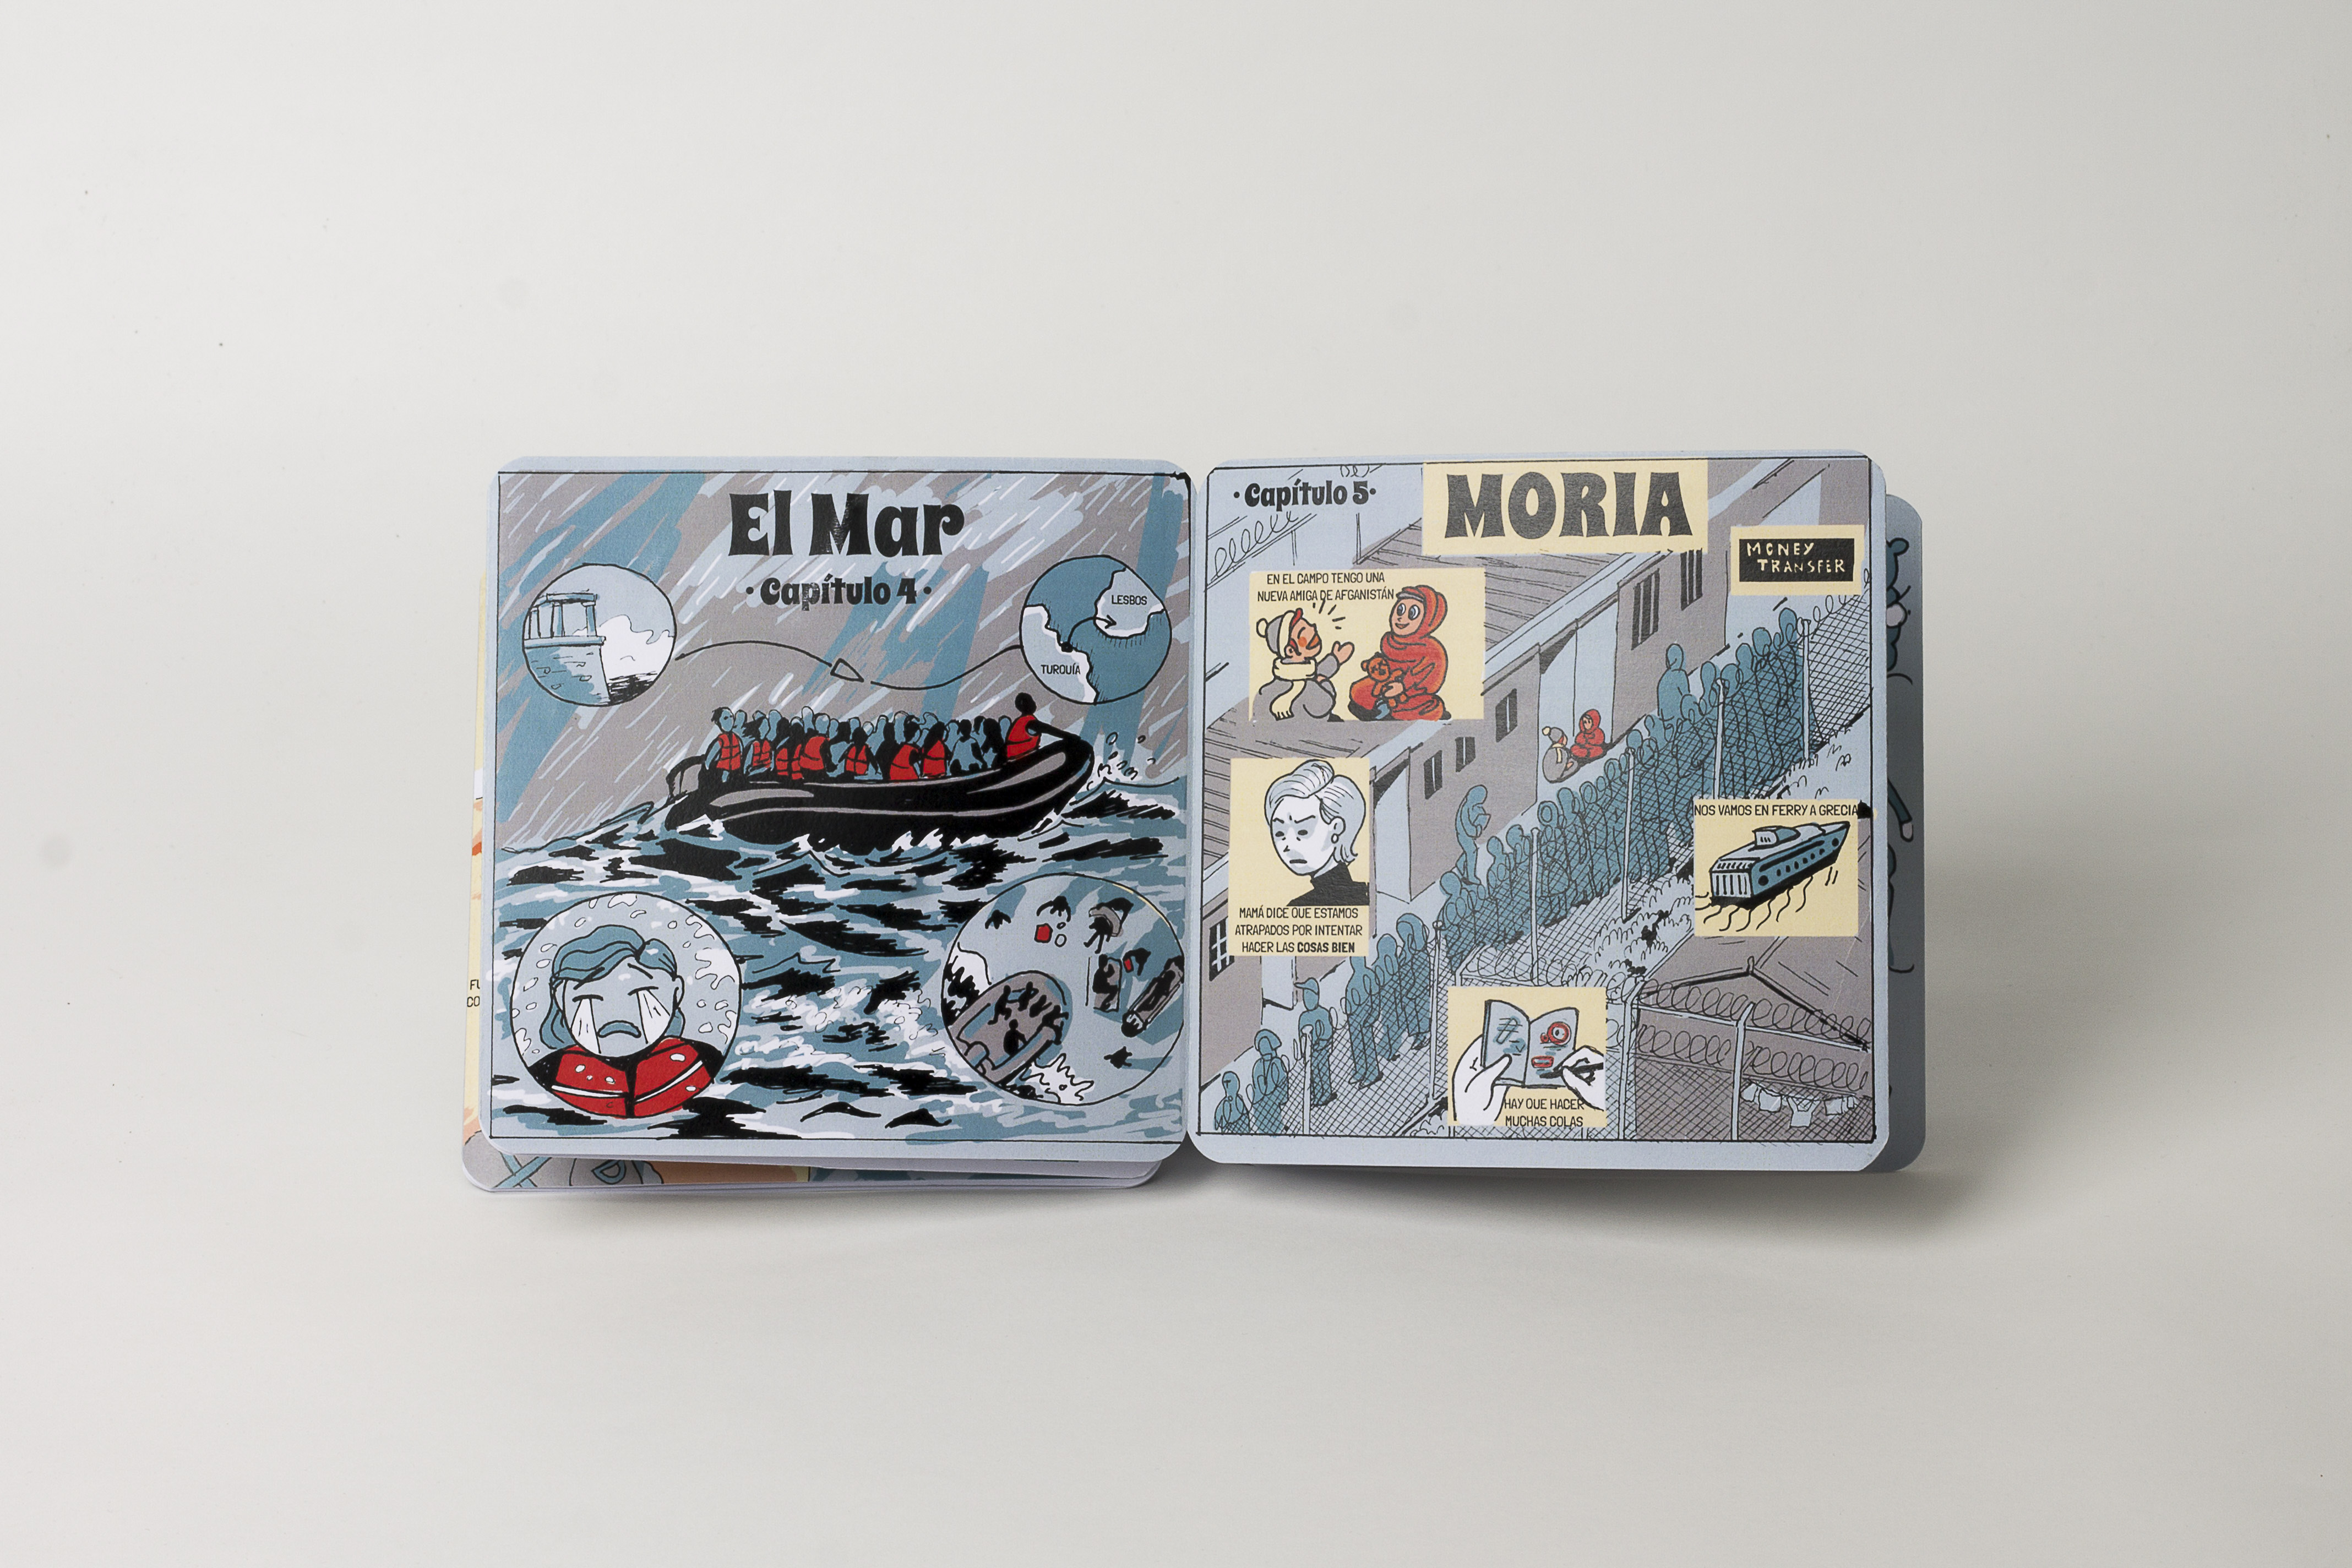 El Mar
·Capítulo 4·
LESBOS
TURQUÍA
·Capítulo 5·
MORIA
MONEY
TRANSFER
EN EL CAMPO TENGO UNA
NUEVA AMIGA DE AFGANISTÁN
MAMÁ DICE QUE ESTAMOS
ATRAPADOS POR INTENTAR
HACER LAS COSAS BIEN
NOS VAMOS EN FERRY A GRECIA
HAY QUE HACER
MUCHAS COLAS
FU
CO